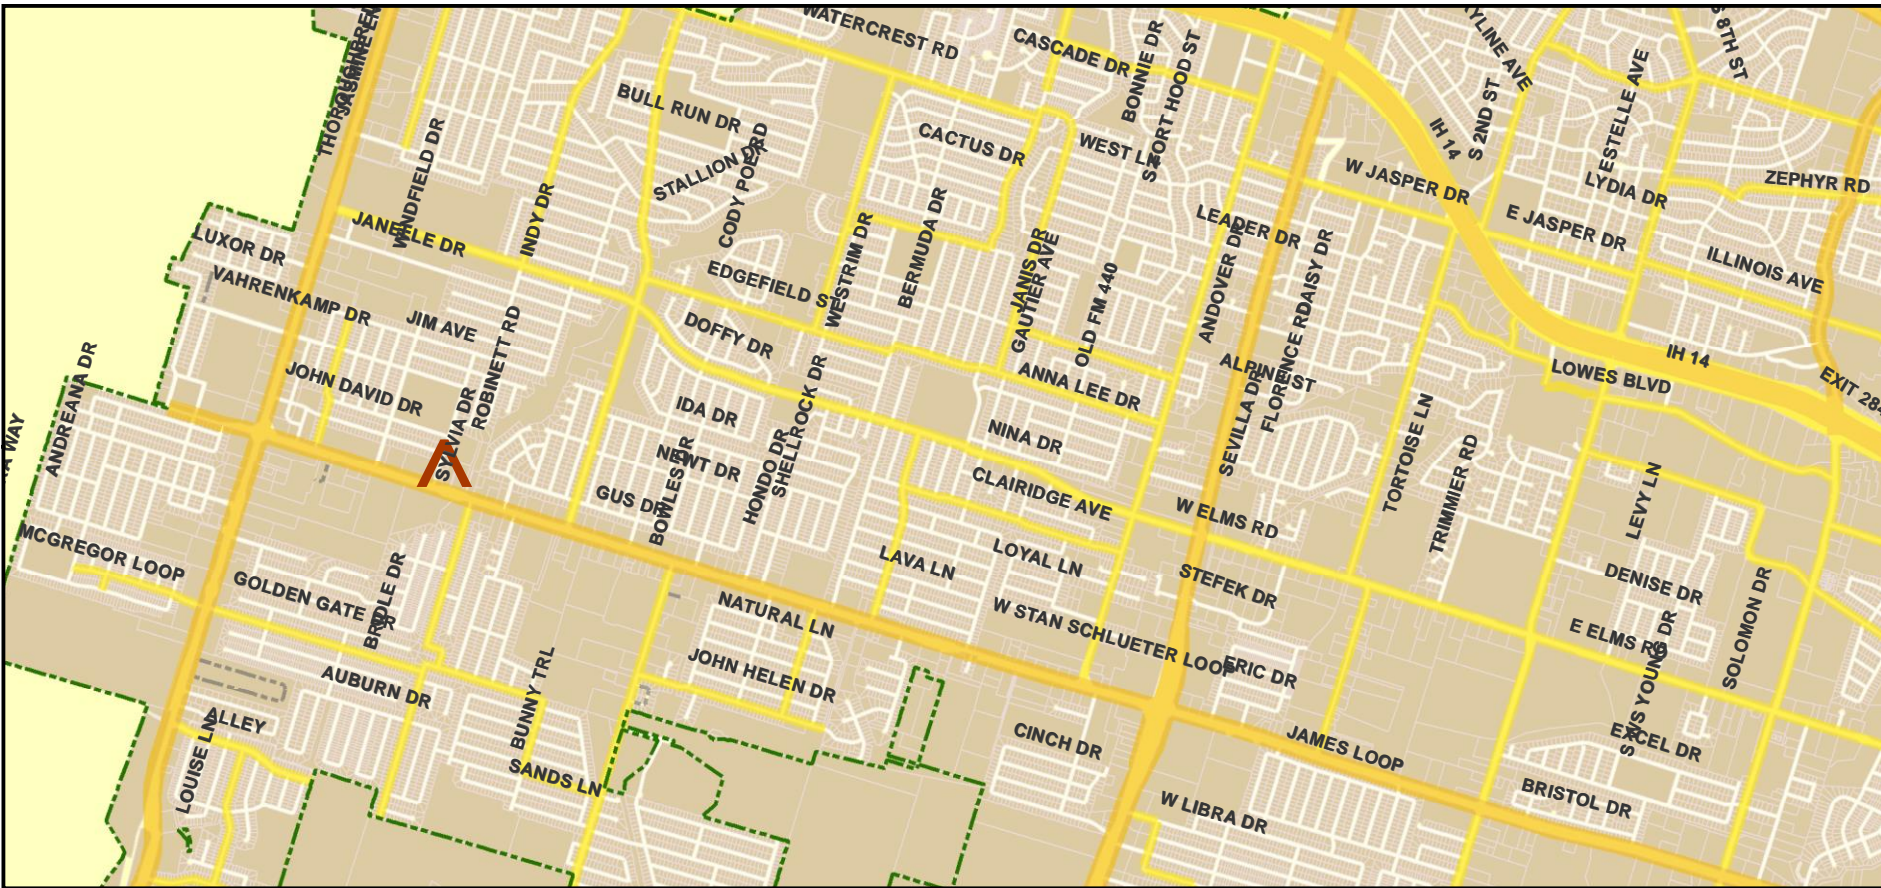 WATERCREST RD
CASCADE DR
BONNIE DR
S FORT HOOD ST
S 8TH ST
JASMINE LN
BULL RUN DR
CACTUS DR
WEST LN
IH 14
S 2ND ST
ESTELLE AVE
STALLION DR
CODY POE RD
WINDFIELD DR
INDY DR
W JASPER DR
LYDIA DR
ZEPHYR RD
LUXOR DR
JANELLE DR
BERMUDA DR
WESTRIM DR
JANIS DR
GAUTIER AVE
LEADER DR
ANDOVER DR
DAISY DR
E JASPER DR
ILLINOIS AVE
VAHRENKAMP DR
EDGEFIELD ST
OLD FM 440
JIM AVE
ROBINETT RD
DOFFY DR
FLORENCE RD
ALPINE ST
IH 14
LOWES BLVD
EXIT 284
ANDREANA DR
JOHN DAVID DR
SYLVIA DR
IDA DR
SHELLROCK DR
ANNA LEE DR
SEVILLA DR
TORTOISE LN
NEWT DR
HONDO DR
NINA DR
TRIMMIER RD
GUS DR
BOWLES DR
CLAIRIDGE AVE
W ELMS RD
LEVY LN
MCGREGOR LOOP
GOLDEN GATE DR
BRIDLE DR
LAVA LN
LOYAL LN
STEFEK DR
DENISE DR
SOLOMON DR
NATURAL LN
W STAN SCHLUETER LOOP
E ELMS RD
S W S YOUNG DR
AUBURN DR
BUNNY TRL
JOHN HELEN DR
ERIC DR
ALLEY
LOUISE LN
CINCH DR
JAMES LOOP
EXCEL DR
SANDS LN
W LIBRA DR
BRISTOL DR